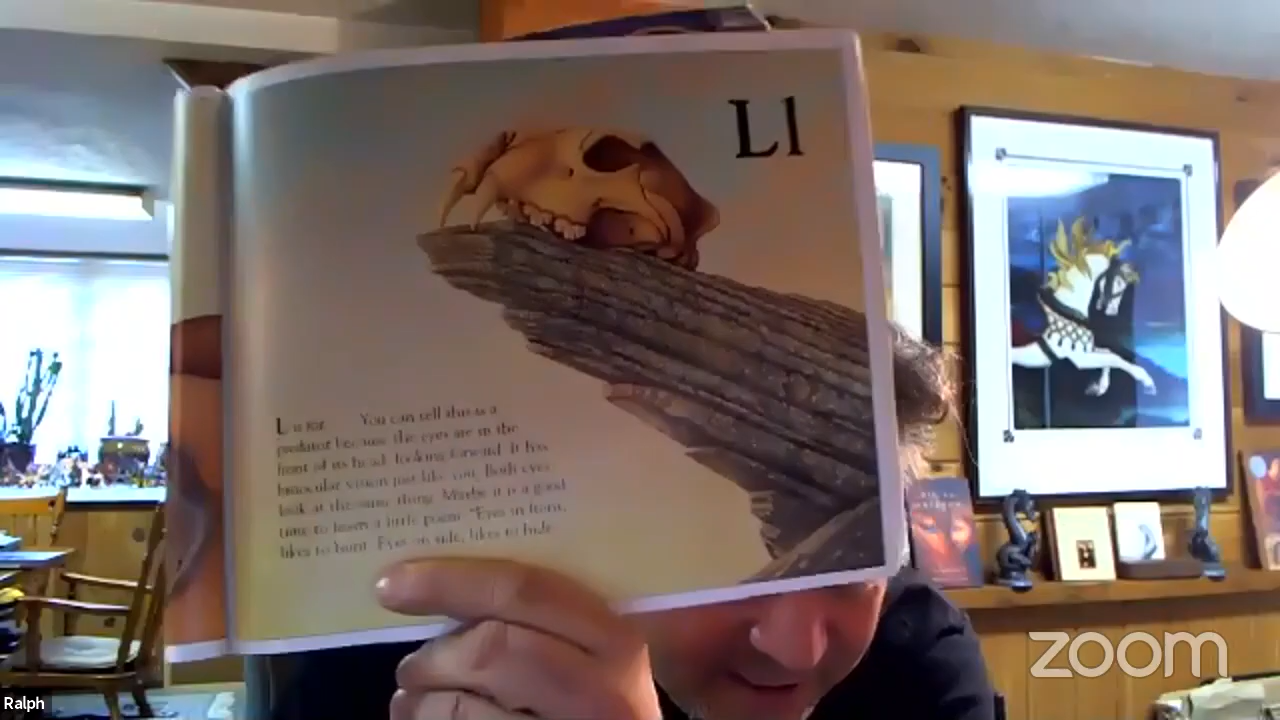 Ll
L is for You can tell this is a
predator because the eyes are in the
front of its head, looking forward. It has
binocular vision just like you. Both eyes
look at the same thing. Maybe it is a good
time to learn a little poem: "Eyes in front,
likes to hunt. Eyes on side, likes to hide.
zoom
Ralph